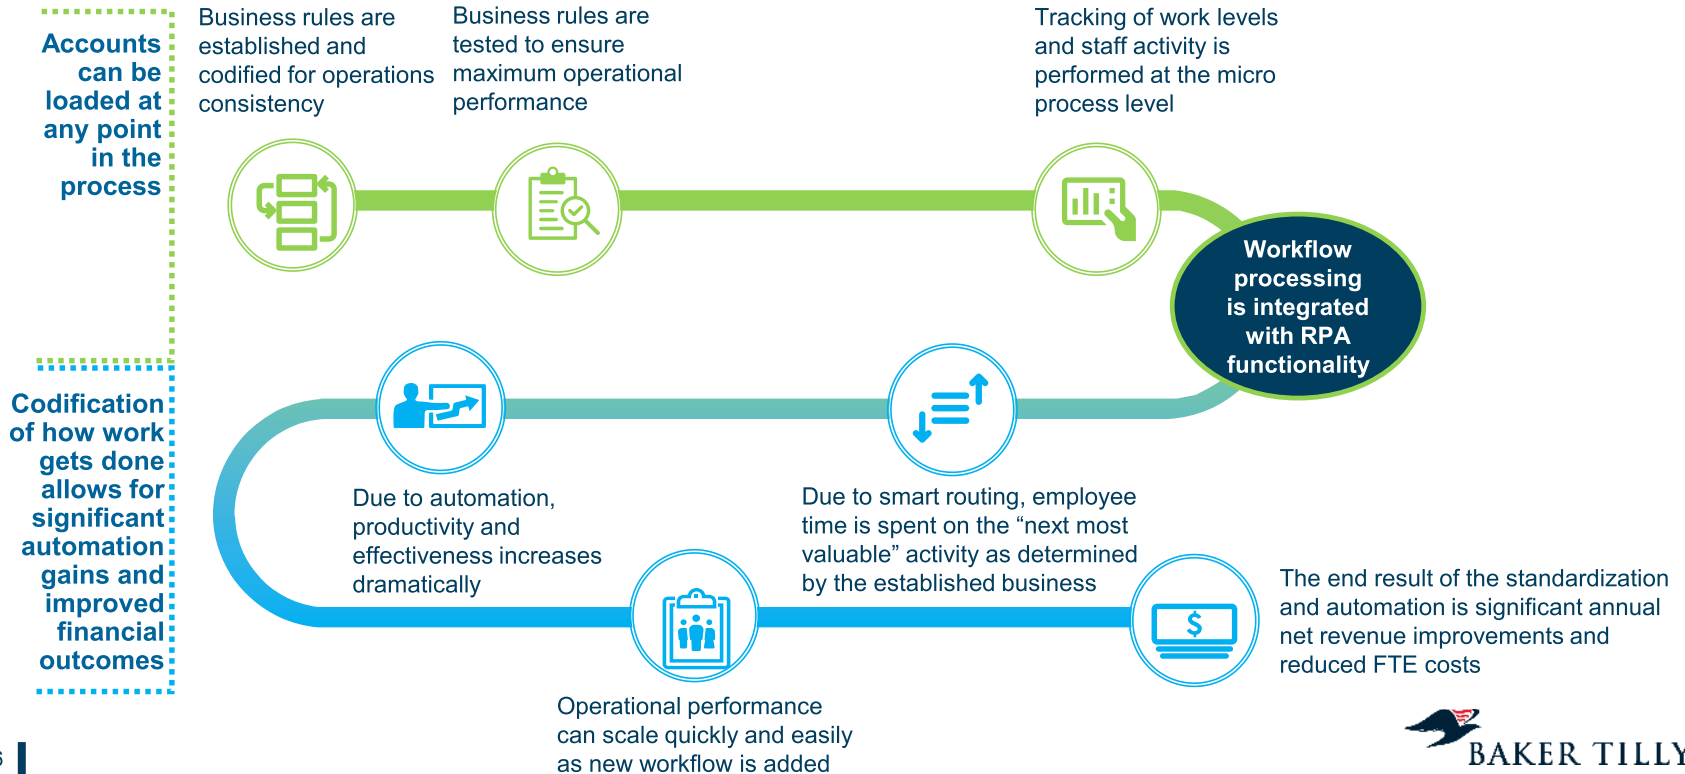 Accounts
can be
loaded at
any point
in the
process
Business rules are
established and
codified for operations
consistency
Business rules are
tested to ensure
maximum operational
performance
Tracking of work levels
and staff activity is
performed at the micro
process level
Workflow
processing
is integrated
with RPA
functionality
Codification
of how work
gets done
allows for
significant
automation
gains and
improved
financial
outcomes
Due to automation,
productivity and
effectiveness increases
dramatically
Due to smart routing, employee
time is spent on the “next most
valuable” activity as determined
by the established business
$
Operational performance
can scale quickly and easily
as new workflow is added
The end result of the standardization
and automation is significant annual
net revenue improvements and
reduced FTE costs
BAKER TILLY